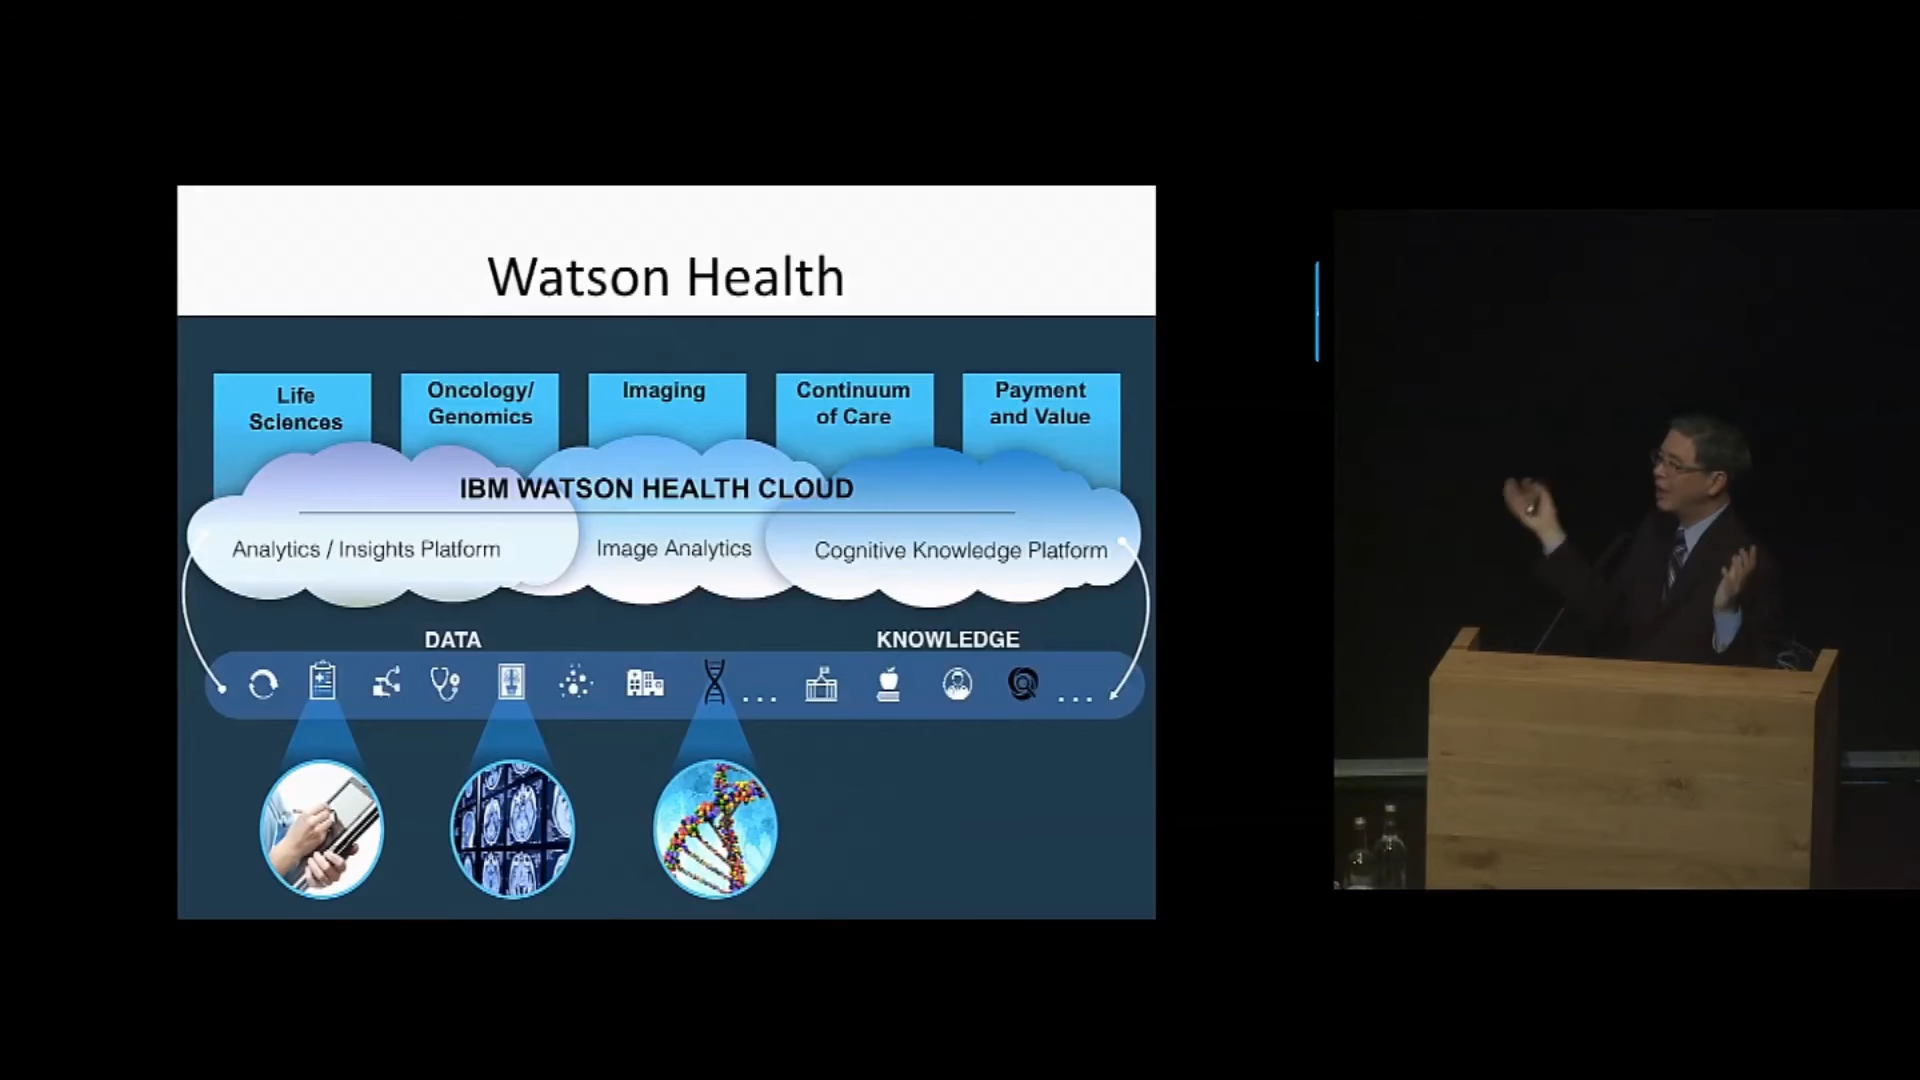 Watson Health
Life
Sciences
Oncology/
Genomics
Imaging
Continuum
of Care
Payment
and Value
IBM WATSON HEALTH CLOUD
Analytics / Insights Platform
Image Analytics
Cognitive Knowledge Platform
DATA
KNOWLEDGE
...
...